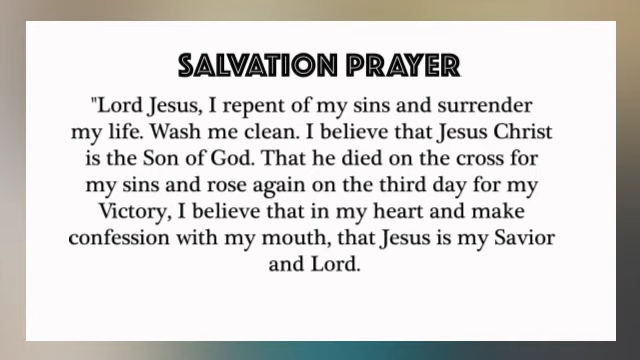 SALVATION PRAYER
"Lord Jesus, I repent of my sins and surrender
my life. Wash me clean. I believe that Jesus Christ
is the Son of God. That he died on the cross for
my sins and rose again on the third day for my
Victory, I believe that in my heart and make
confession with my mouth, that Jesus is my Savior
and Lord.